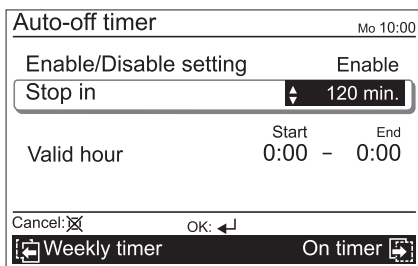 Auto-off timer Mo 10:00
Enable/Disable setting Enable
Stop in 120 min.
Start End
Valid hour 0:00 – 0:00
Cancel: OK:
Weekly timer On timer